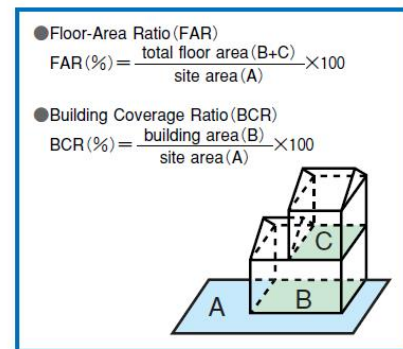 ●Floor-Area Ratio(FAR)
FAR(%)=total floor area(B+C)/site area(A)×100
●Building Coverage Ratio(BCR)
BCR(%)=building area(B)/site area(A)×100
C
A
B